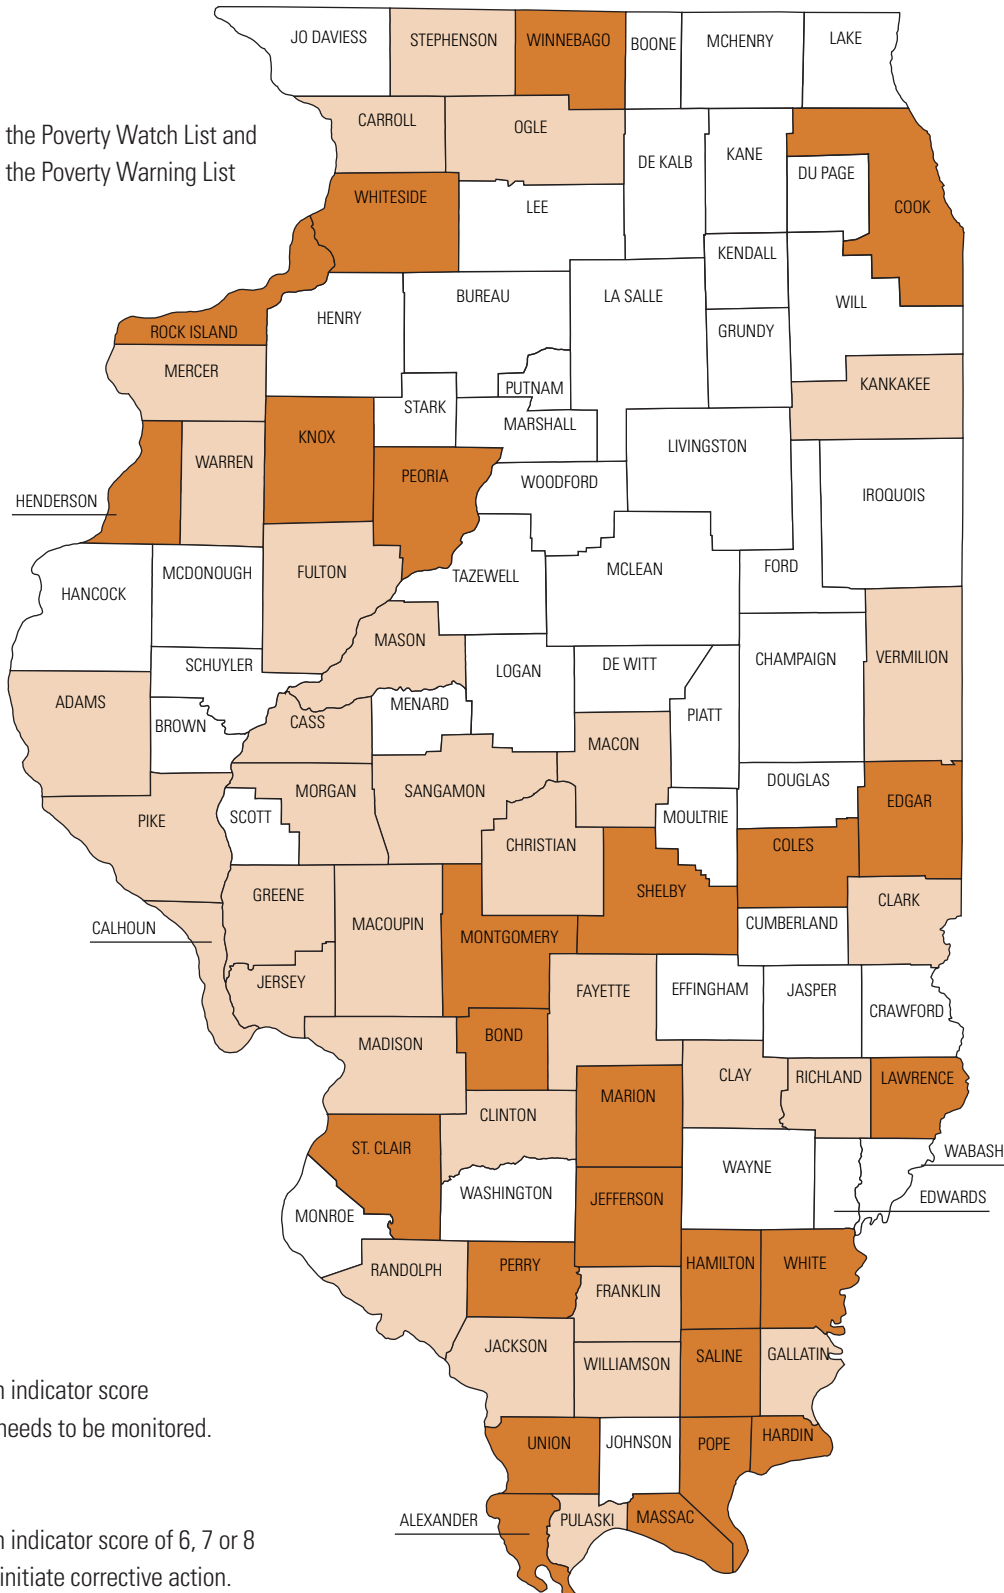 JO DAVIESS
STEPHENSON
WINNEBAGO
BOONE
MCHENRY
LAKE
CARROLL
OGLE
the Poverty Watch List and
the Poverty Warning List
DE KALB
KANE
DU PAGE
COOK
WHITESIDE
LEE
KENDALL
ROCK ISLAND
HENRY
BUREAU
LA SALLE
GRUNDY
WILL
MERCER
PUTNAM
KANKAKEE
STARK
MARSHALL
KNOX
LIVINGSTON
WARREN
PEORIA
WOODFORD
IROQUOIS
HENDERSON
HANCOCK
MCDONOUGH
FULTON
TAZEWELL
MCLEAN
FORD
MASON
SCHUYLER
LOGAN
DE WITT
CHAMPAIGN
VERMILION
ADAMS
BROWN
CASS
MENARD
PIATT
MACON
PIKE
SCOTT
MORGAN
SANGAMON
DOUGLAS
MOULTRIE
EDGAR
CHRISTIAN
COLES
SHELBY
GREENE
CLARK
CALHOUN
MACOUPIN
MONTGOMERY
CUMBERLAND
JERSEY
FAYETTE
EFFINGHAM
JASPER
CRAWFORD
MADISON
BOND
CLAY
RICHLAND
LAWRENCE
MARION
CLINTON
ST. CLAIR
WAYNE
WABASH
WASHINGTON
JEFFERSON
EDWARDS
MONROE
RANDOLPH
PERRY
HAMILTON
WHITE
FRANKLIN
JACKSON
WILLIAMSON
SALINE
GALLATIN
n indicator score
needs to be monitored.
UNION
JOHNSON
POPE
HARDIN
ALEXANDER
PULASKI
MASSAC
n indicator score of 6, 7 or 8
initiate corrective action.